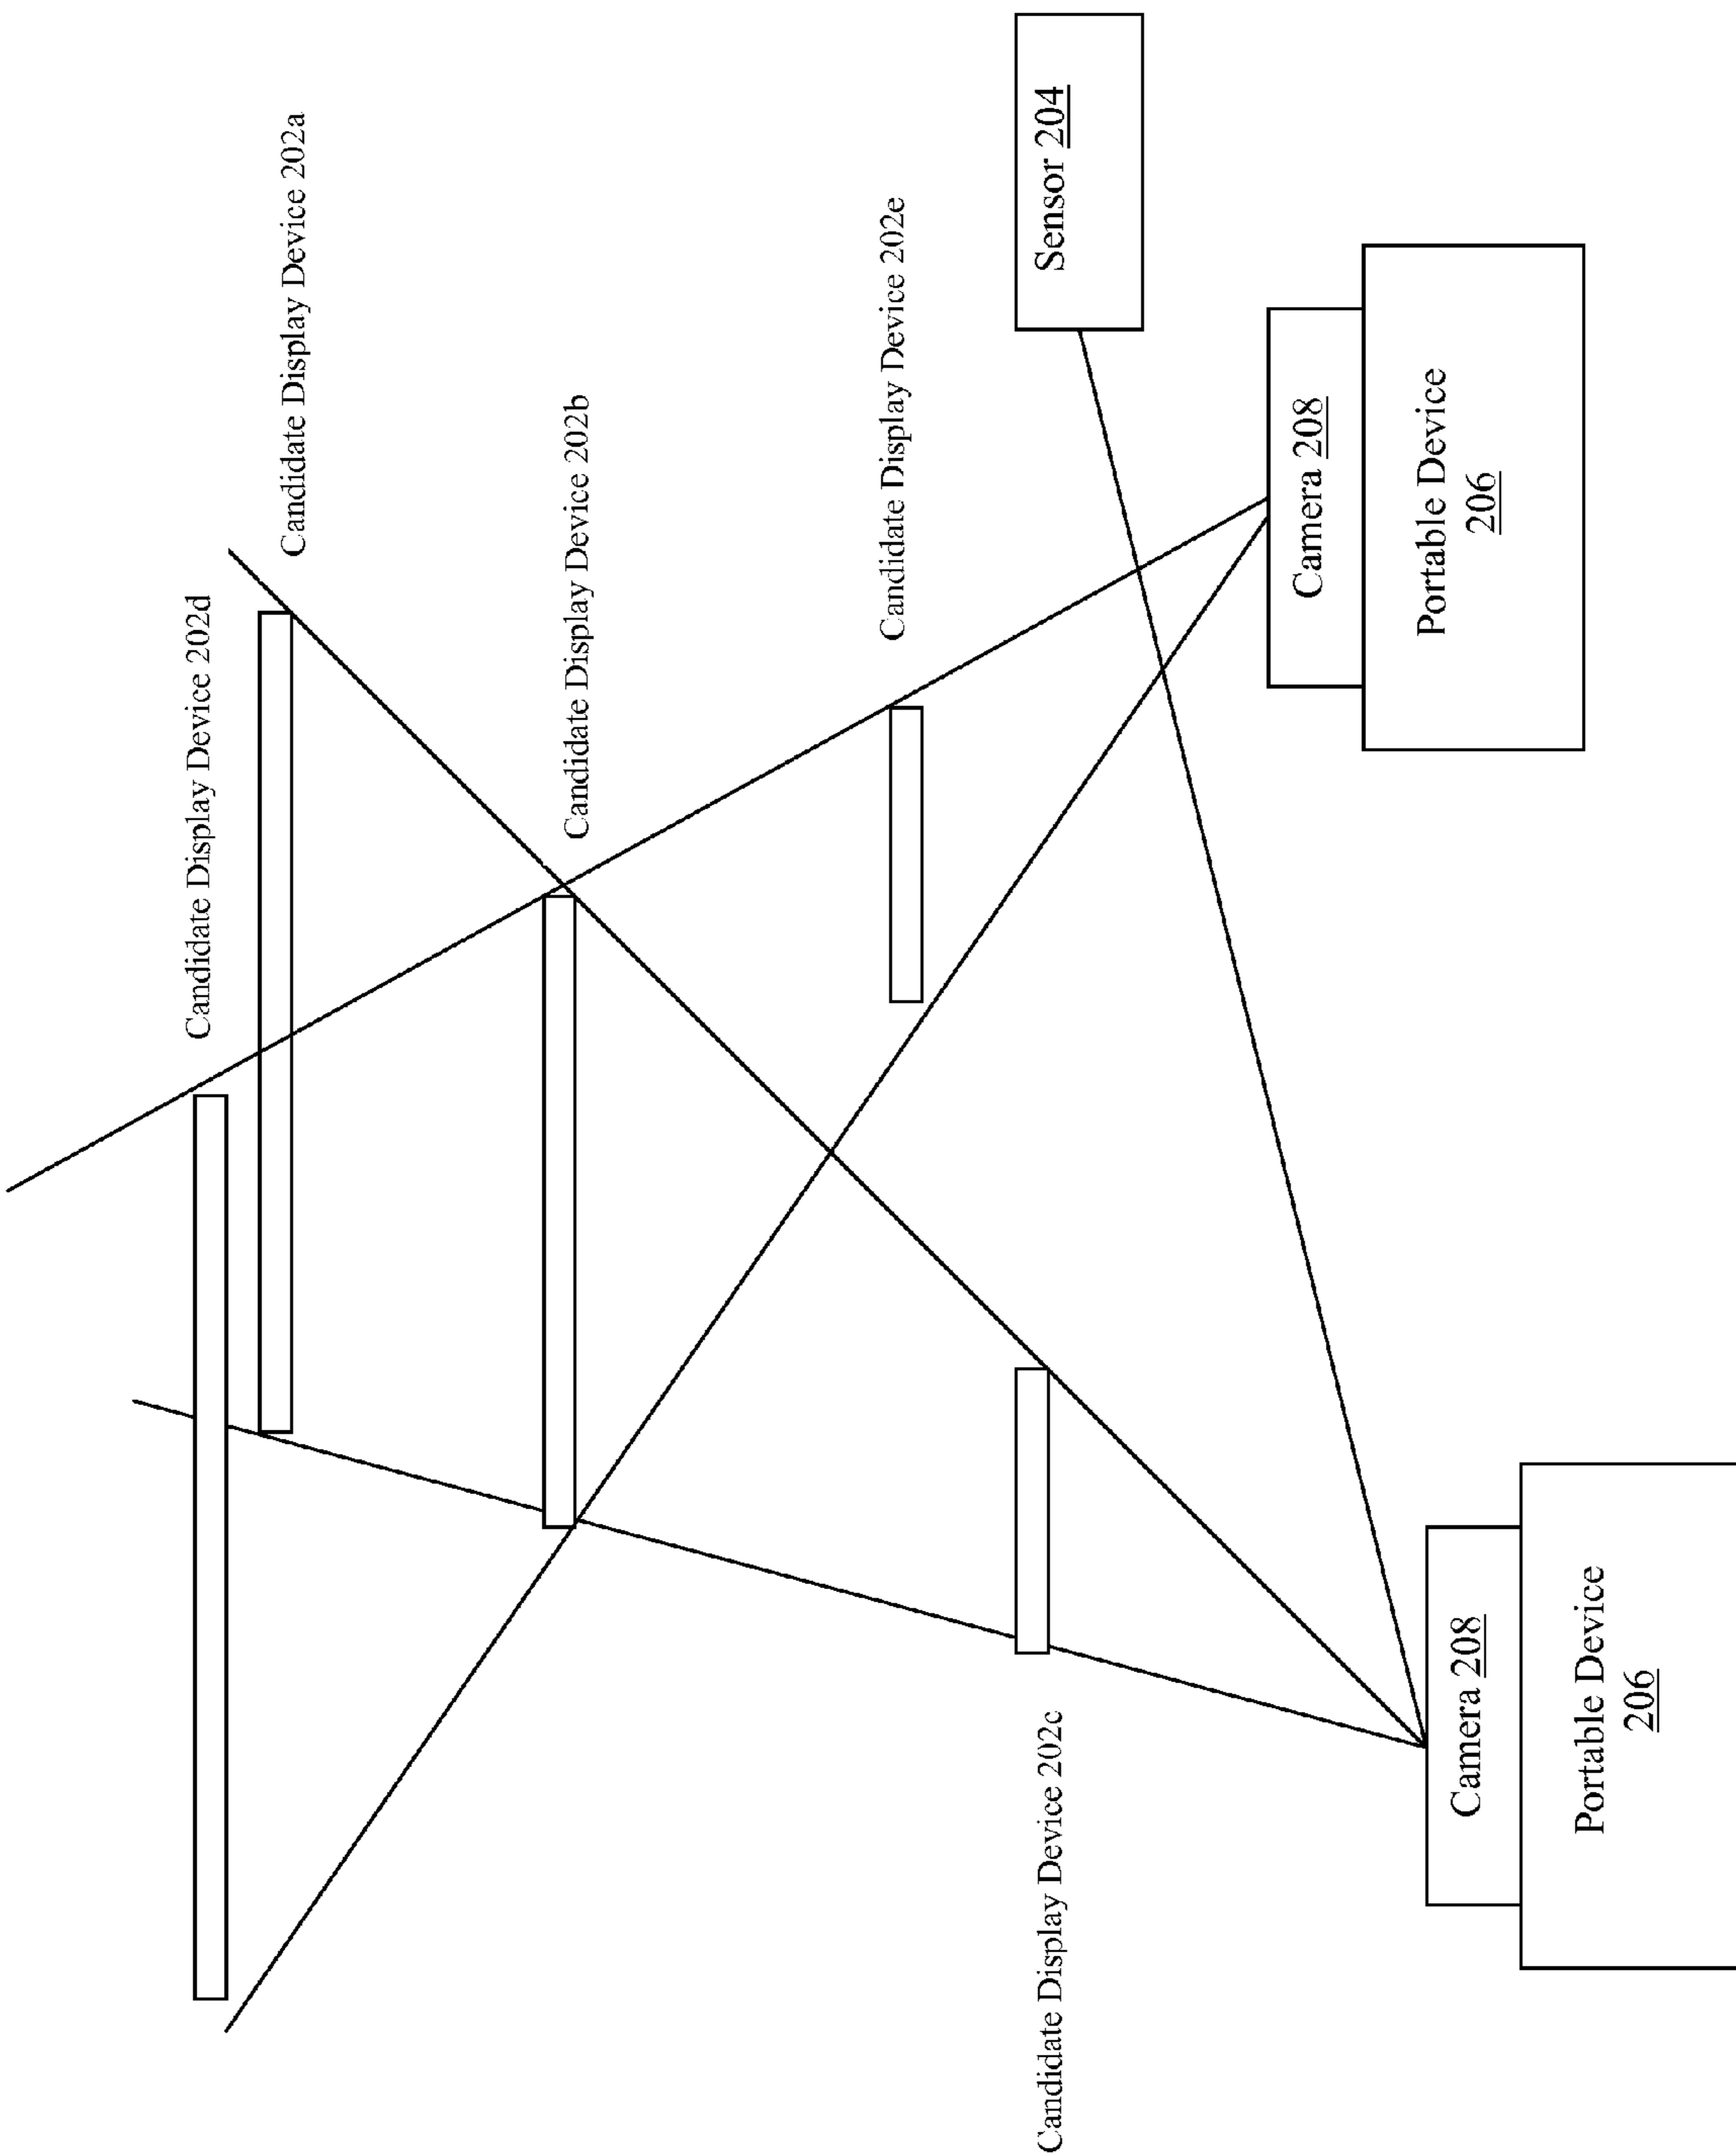 Candidate Display Device 202d
Candidate Display Device 202a
Candidate Display Device 202b
Candidate Display Device 202e
Candidate Display Device 202c
Sensor 204
Camera 208
Portable Device
206
Camera 208
Portable Device
206